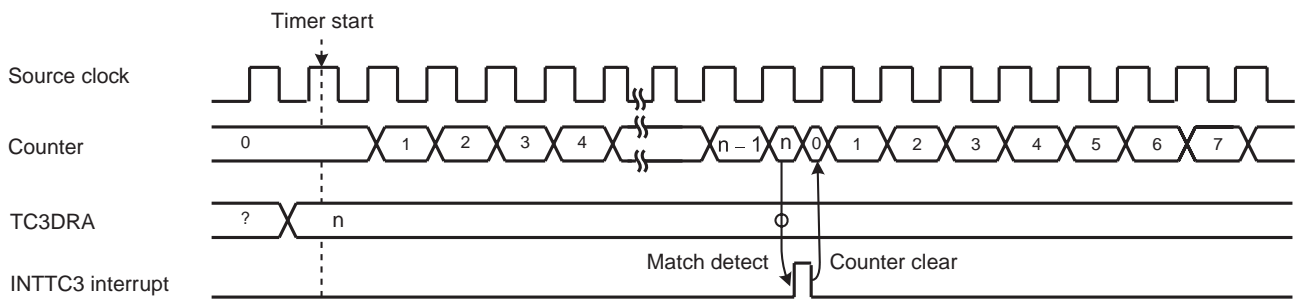 Timer start
Source clock
Counter 0 1 2 3 4 n – 1 n 0 1 2 3 4 5 6 7
TC3DRA ? n
Match detect Counter clear
INTTC3 interrupt